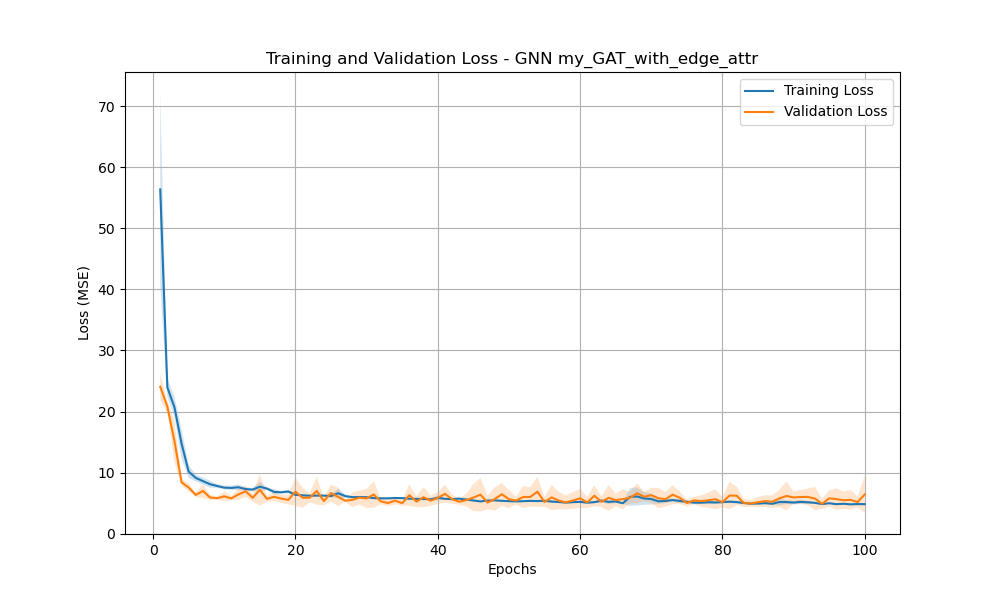 Training and Validation Loss - GNN my_GAT_with_edge_attr
Training Loss
Validation Loss
Loss (MSE)
70
60
50
40
30
20
10
0
0 20 40 60 80 100
Epochs